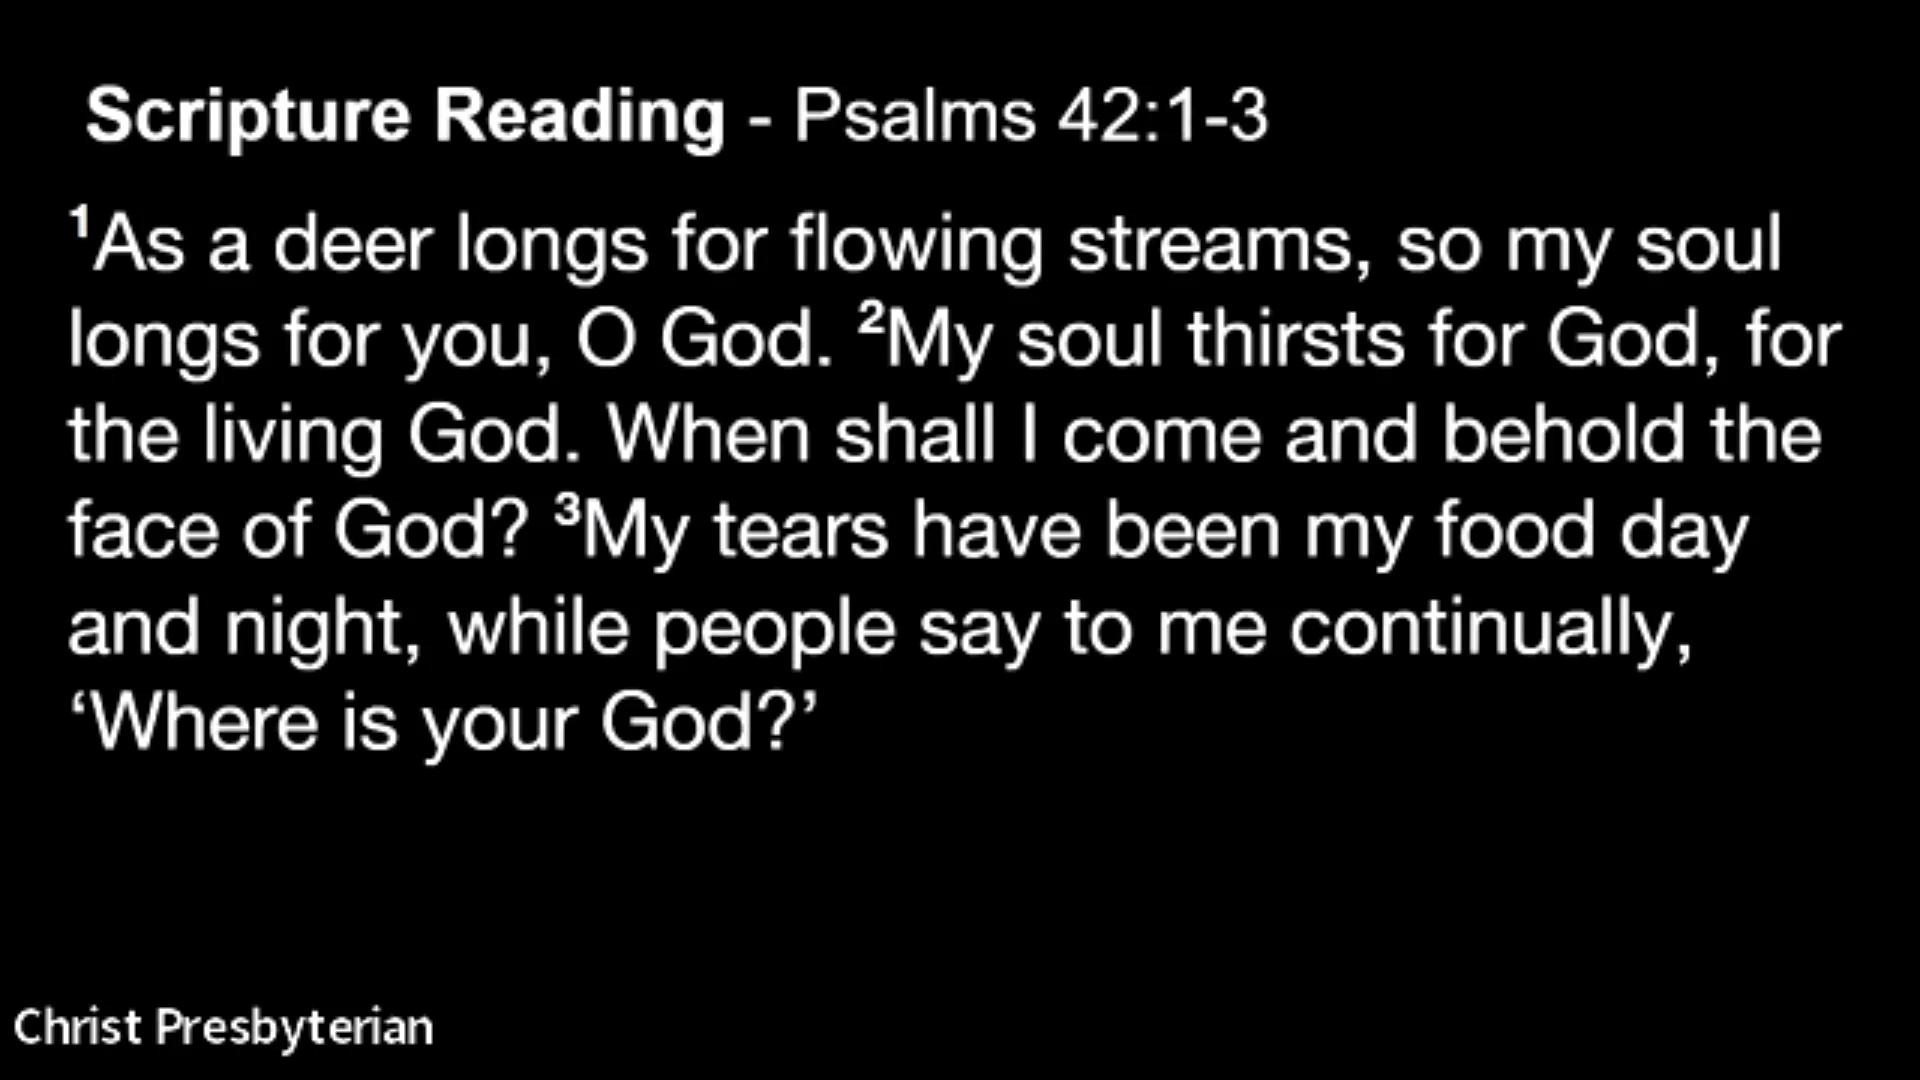 Scripture Reading - Psalms 42:1-3
¹As a deer longs for flowing streams, so my soul
longs for you, O God. ²My soul thirsts for God, for
the living God. When shall I come and behold the
face of God? ³My tears have been my food day
and night, while people say to me continually,
‘Where is your God?’
Christ Presbyterian